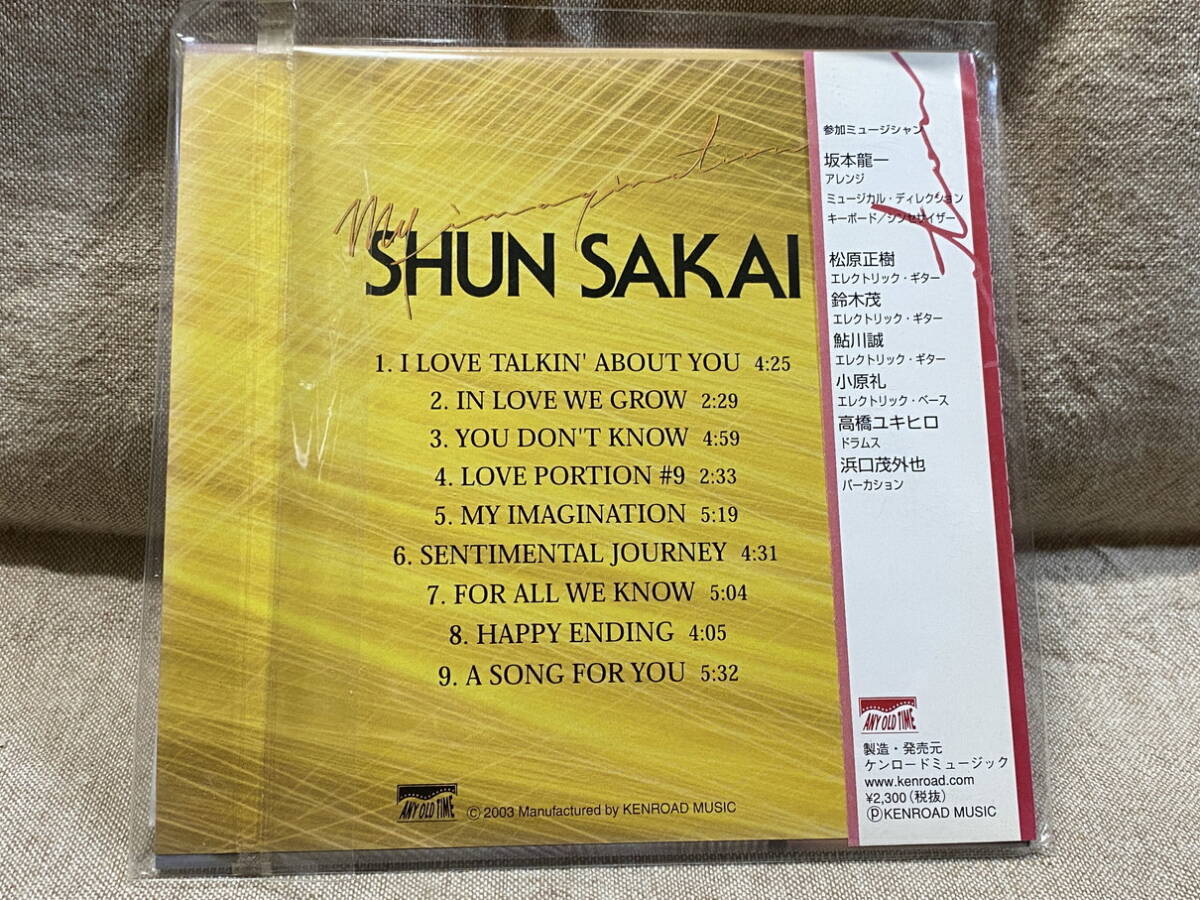 My imagination
SHUN SAKAI
1. I LOVE TALKIN' ABOUT YOU 4:25
2. IN LOVE WE GROW 2:29
3. YOU DON'T KNOW 4:59
4. LOVE PORTION #9 2:33
5. MY IMAGINATION 5:19
6. SENTIMENTAL JOURNEY 4:31
7. FOR ALL WE KNOW 5:04
8. HAPPY ENDING 4:05
9. A SONG FOR YOU 5:32
ANY OLD TIME
© 2003 Manufactured by KENROAD MUSIC
参加ミュージシャン
坂本龍一
アレンジ
ミュージカル・ディレクション
キーボード/シンセサイザー
松原正樹
エレクトリック・ギター
鈴木茂
エレクトリック・ギター
鮎川誠
エレクトリック・ギター
小原礼
エレクトリック・ベース
高橋ユキヒロ
ドラムス
浜口茂外也
パーカション
ANY OLD TIME
製造・発売元
ケンロードミュージック
www.kenroad.com
¥2,300(税抜)
℗KENROAD MUSIC